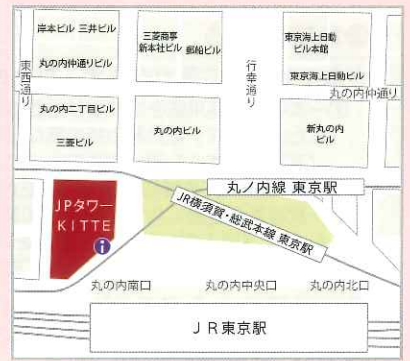 岸本ビル 三井ビル
丸の内仲通りビル
三菱商事
新本社ビル 郵船ビル
東京海上日動
ビル本館
東京海上日動ビル
東西通り
行幸通り
丸の内仲通り
丸の内二丁目ビル
三菱ビル
丸の内ビル
新丸の内
ビル
丸ノ内線 東京駅
JR横須賀・総武本線 東京駅
JPタワー
KITTE
i
丸の内南口
丸の内中央口
丸の内北口
JR東京駅